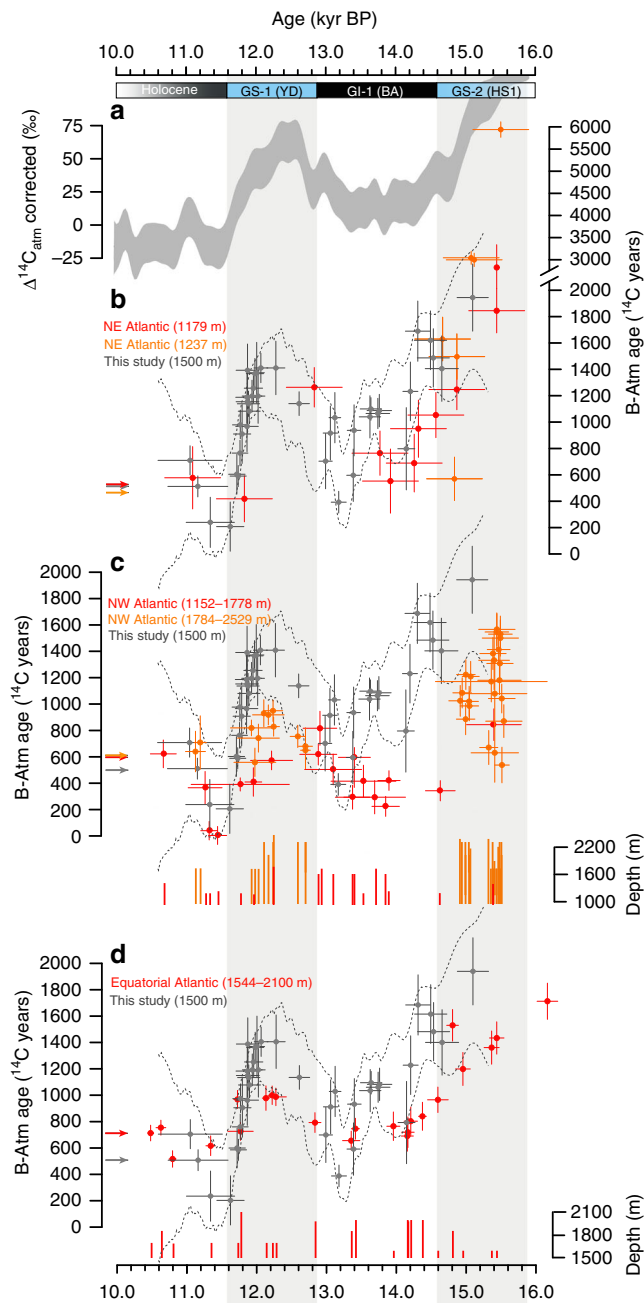 Age (kyr BP)
10.0 11.0 12.0 13.0 14.0 15.0 16.0
Holocene GS-1 (YD) GI-1 (BA) GS-2 (HS1)
a
75
50
25
0
−25
Δ14Catm corrected (‰)
6000
5500
5000
4500
4000
3500
3000
2000
1800
1600
1400
1200
1000
800
600
400
200
0
B-Atm age (14C years)
b
NE Atlantic (1179 m)
NE Atlantic (1237 m)
This study (1500 m)
c
NW Atlantic (1152–1778 m)
NW Atlantic (1784–2529 m)
This study (1500 m)
2000
1800
1600
1400
1200
1000
800
600
400
200
0
B-Atm age (14C years)
2200
1600
1000
Depth (m)
d
Equatorial Atlantic (1544–2100 m)
This study (1500 m)
2000
1800
1600
1400
1200
1000
800
600
400
200
0
B-Atm age (14C years)
2100
1800
1500
Depth (m)
10.0 11.0 12.0 13.0 14.0 15.0 16.0